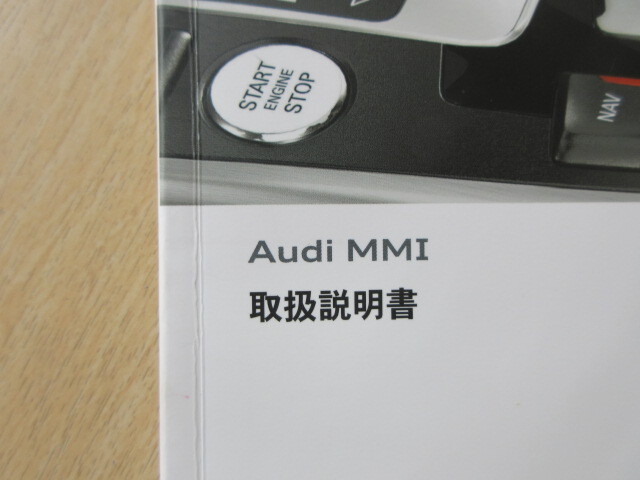 START
ENGINE
STOP
NAV
Audi MMI
取扱説明書